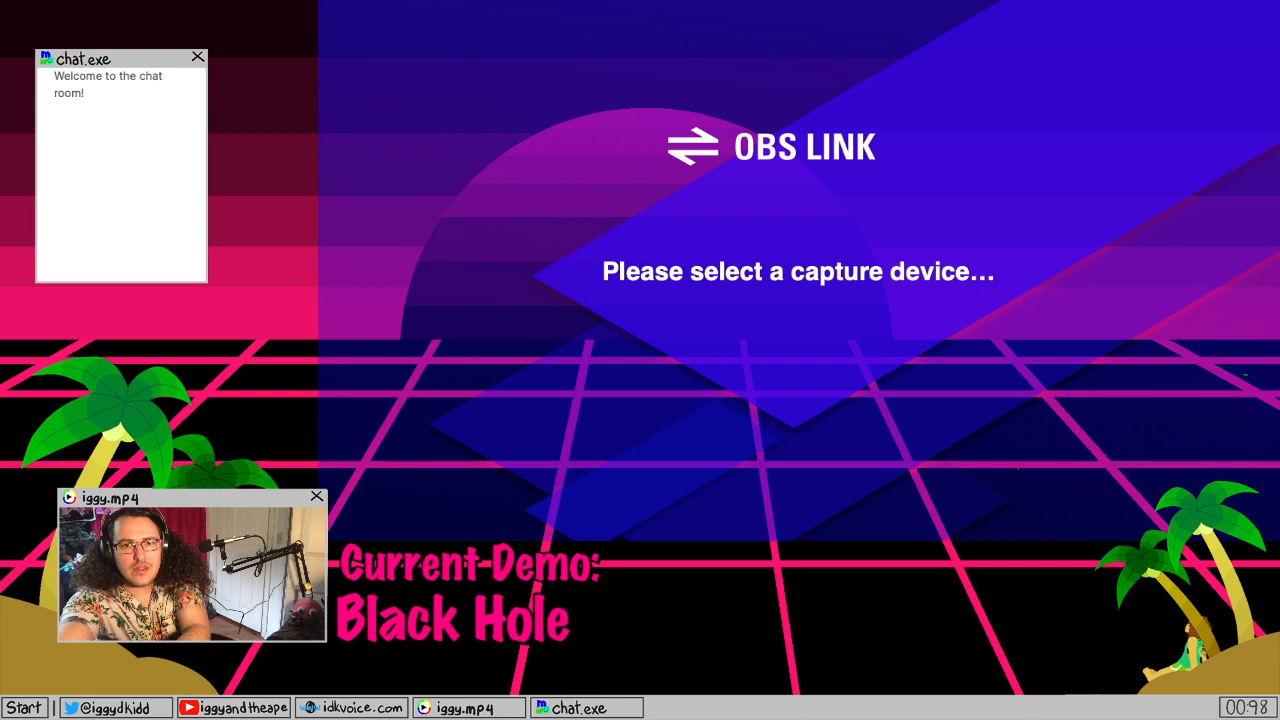 chat.exe
Welcome to the chat
room!
OBS LINK
Please select a capture device...
iggy.mp4
Current Demo:
Black Hole
Start | @iggydkidd iggyandtheape www idkvoice.com iggy.mp4 chat.exe 00:98